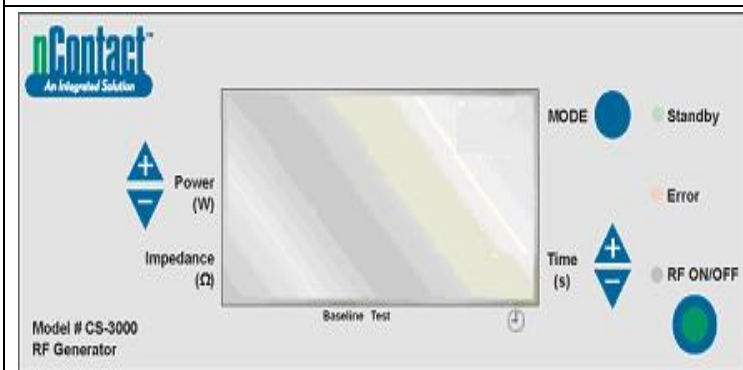 nContact™
An Integrated Solution
MODE
Standby
+
Power
(W)
−
Error
Impedance
(Ω)
Time
(s)
+
−
RF ON/OFF
Baseline Test
Model # CS-3000
RF Generator